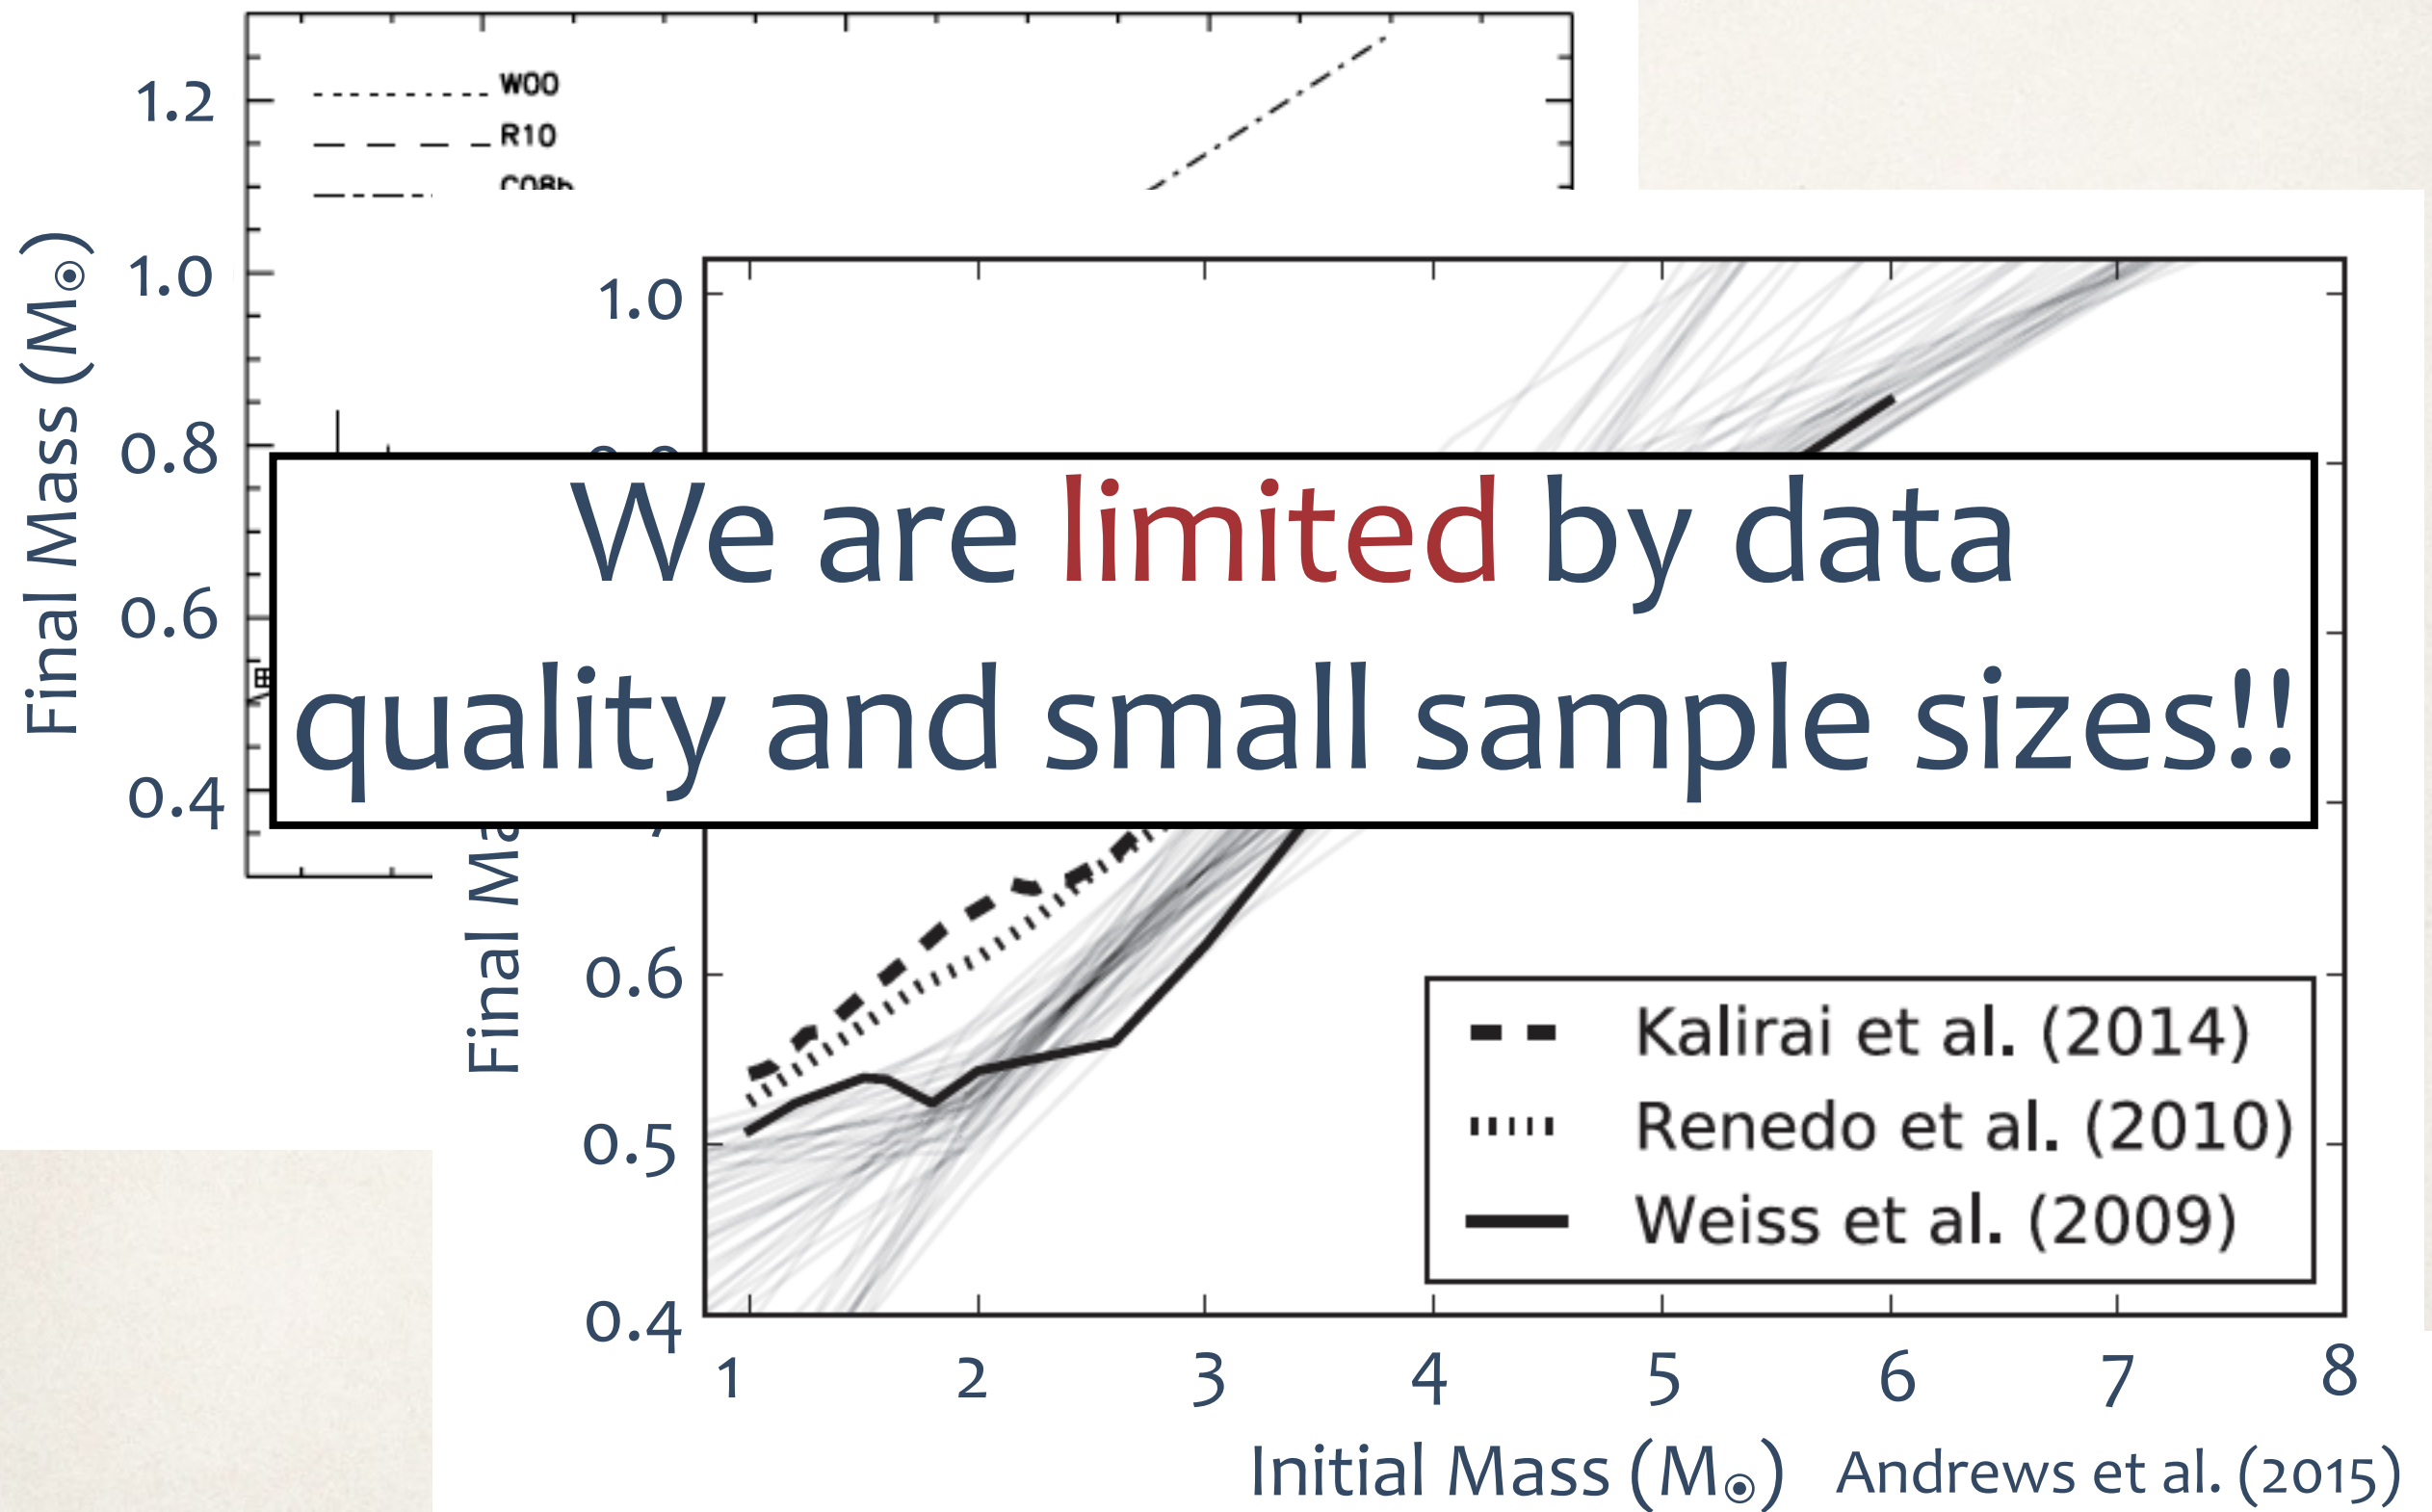 W00
R10
C08b
1.2
1.0
0.8
0.6
0.4
Final Mass (M☉)
We are limited by data
quality and small sample sizes!!
1.0
0.6
0.5
0.4
Kalirai et al. (2014)
Renedo et al. (2010)
Weiss et al. (2009)
1 2 3 4 5 6 7 8
Initial Mass (M☉)
Andrews et al. (2015)
Final